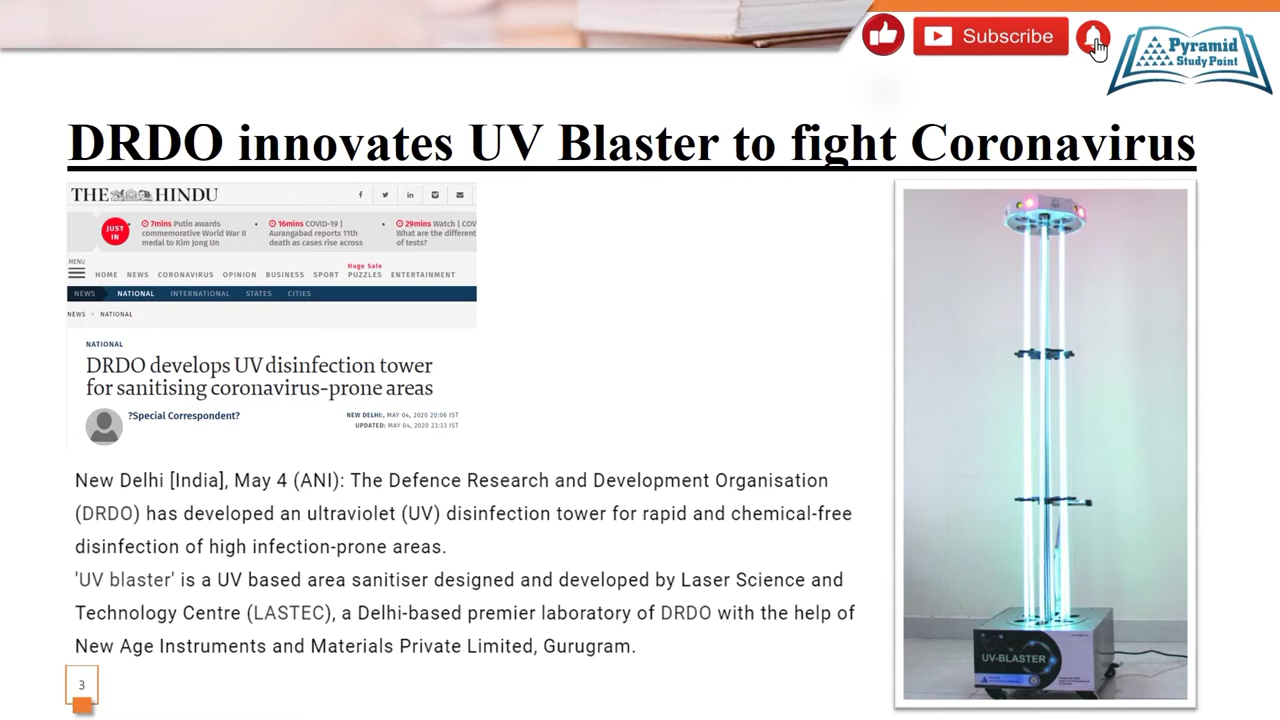 Subscribe
Pyramid
Study Point
DRDO innovates UV Blaster to fight Coronavirus
THE HINDU
JUST IN
7mins Putin awards
commemorative World War II
medal to Kim Jong Un
16mins COVID-19 |
Aurangabad reports 11th
death as cases rise across
29mins Watch | COV
What are the different
of tests?
MENU
HOME NEWS CORONAVIRUS OPINION BUSINESS SPORT PUZZLES ENTERTAINMENT
Huge Sale
NEWS NATIONAL INTERNATIONAL STATES CITIES
NEWS > NATIONAL
NATIONAL
DRDO develops UV disinfection tower
for sanitising coronavirus-prone areas
?Special Correspondent?
NEW DELHI:, MAY 04, 2020 20:06 IST
UPDATED: MAY 04, 2020 23:33 IST
New Delhi [India], May 4 (ANI): The Defence Research and Development Organisation
(DRDO) has developed an ultraviolet (UV) disinfection tower for rapid and chemical-free
disinfection of high infection-prone areas.
'UV blaster' is a UV based area sanitiser designed and developed by Laser Science and
Technology Centre (LASTEC), a Delhi-based premier laboratory of DRDO with the help of
New Age Instruments and Materials Private Limited, Gurugram.
UV-BLASTER
3